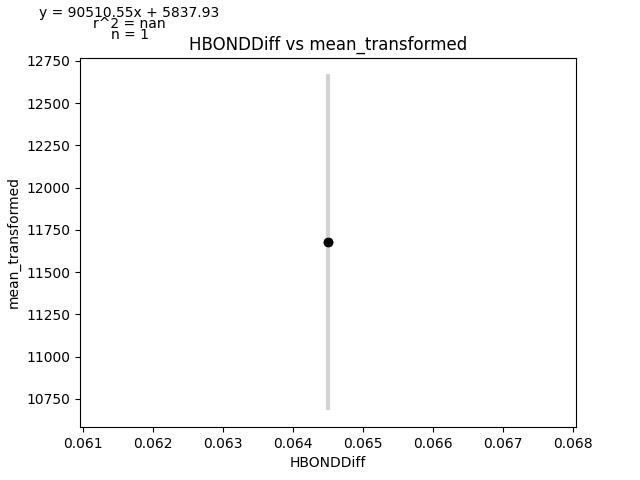 y = 90510.55x + 5837.93
r^2 = nan
n = 1
HBONDDiff vs mean_transformed
12750
12500
12250
12000
11750
11500
11250
11000
10750
mean_transformed
0.061 0.062 0.063 0.064 0.065 0.066 0.067 0.068
HBONDDiff